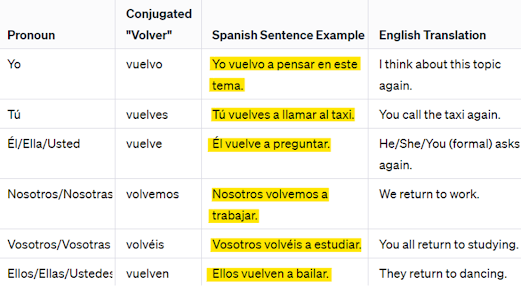 Pronoun Conjugated "Volver" Spanish Sentence Example English Translation
Yo vuelvo Yo vuelvo a pensar en este tema. I think about this topic again.
Tú vuelves Tú vuelves a llamar al taxi. You call the taxi again.
Él/Ella/Usted vuelve Él vuelve a preguntar. He/She/You (formal) asks again.
Nosotros/Nosotras volvemos Nosotros volvemos a trabajar. We return to work.
Vosotros/Vosotras volvéis Vosotros volvéis a estudiar. You all return to studying.
Ellos/Ellas/Ustedes vuelven Ellos vuelven a bailar. They return to dancing.